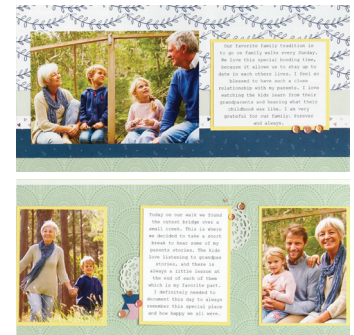 Our favorite family tradition is
to go on family walks every Sunday.
We love this special bonding time,
because it allows us to stay up to
date in each others lives. I feel so
blessed to have such a close
relationship with my parents. I love
watching the kids learn from their
grandparents and hearing what their
childhood was like. I am very
grateful for our family. Forever
and always.
Today on our walk we found
the cutest bridge over a
small creek. This is where
we decided to take a short
break to hear some of my
parents stories. The kids
love listening to grandpas
stories, and there is
always a little lesson at
the end of each of them
which is my favorite part.
I definitely needed to
document this day to always
remember this special place
and how happy we all were.